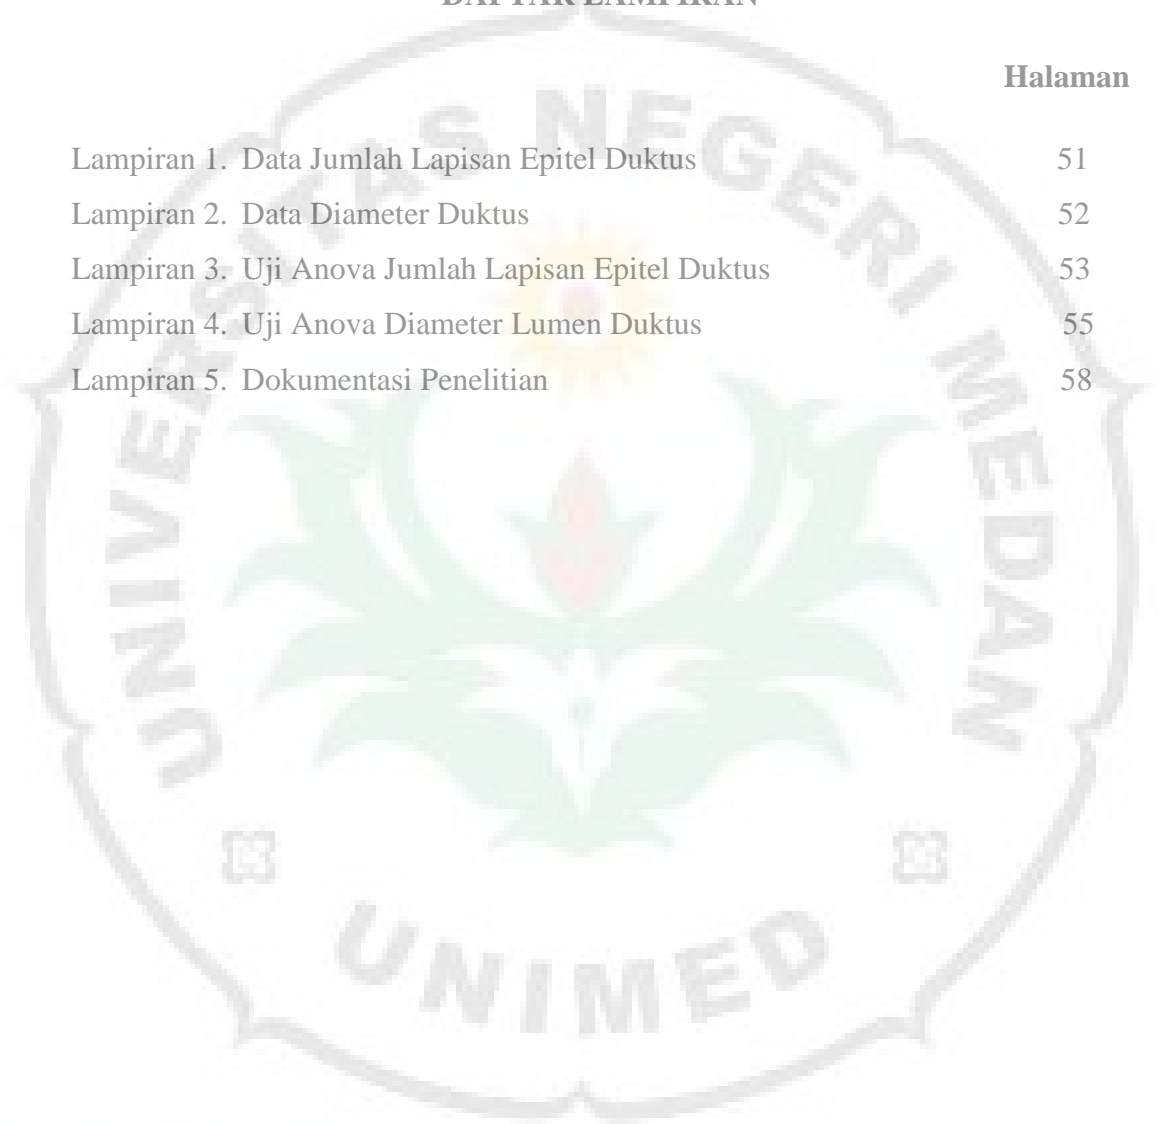 DAFTAR LAMPIRAN
Halaman
Lampiran 1. Data Jumlah Lapisan Epitel Duktus 51
Lampiran 2. Data Diameter Duktus 52
Lampiran 3. Uji Anova Jumlah Lapisan Epitel Duktus 53
Lampiran 4. Uji Anova Diameter Lumen Duktus 55
Lampiran 5. Dokumentasi Penelitian 58
UNIVERSITAS NEGERI MEDAN
UNIMED